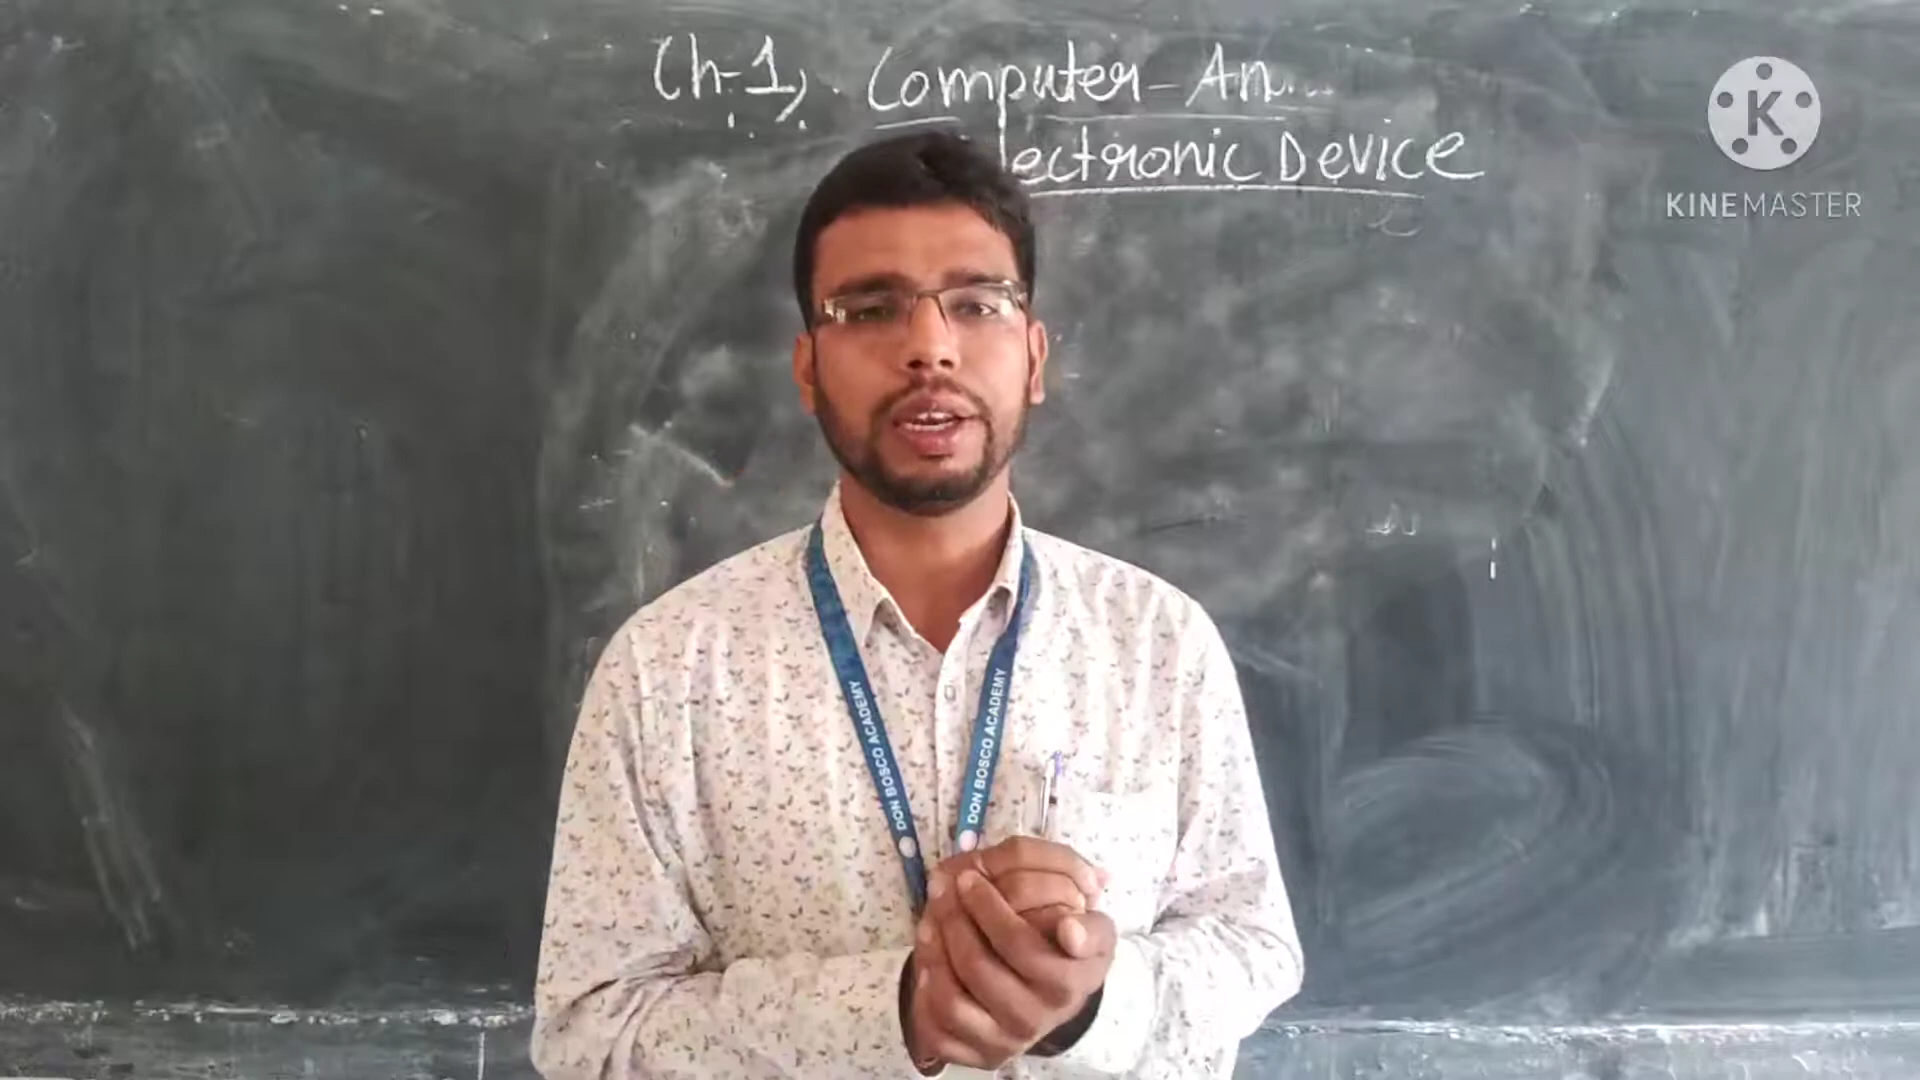 Ch-1, Computer-An...
lectronic Device
K
KINEMASTER
DON BOSCO ACADEMY
DON BOSCO ACADEMY